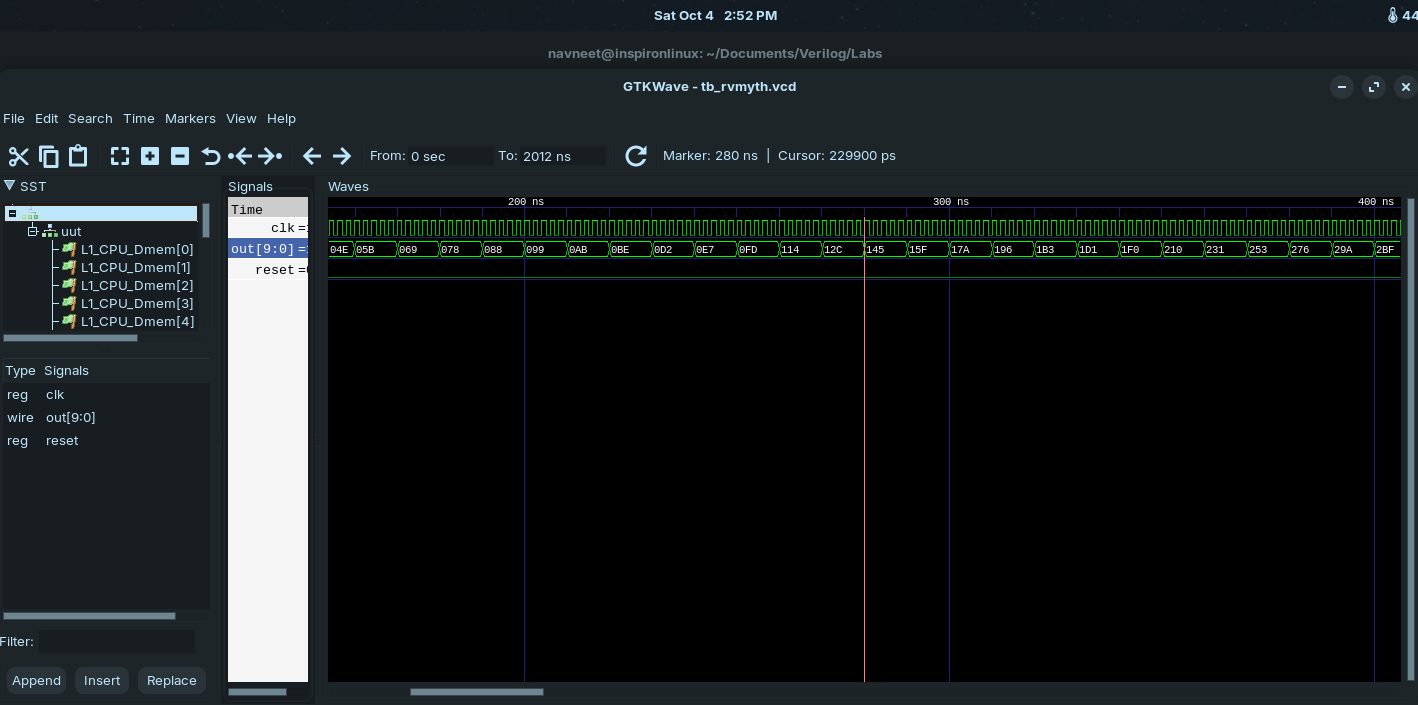 Sat Oct 4 2:52 PM
44
navneet@inspironlinux: ~/Documents/Verilog/Labs
GTKWave - tb_rvmyth.vcd
File Edit Search Time Markers View Help
From: 0 sec To: 2012 ns Marker: 280 ns | Cursor: 229900 ps
SST
uut
L1_CPU_Dmem[0]
L1_CPU_Dmem[1]
L1_CPU_Dmem[2]
L1_CPU_Dmem[3]
L1_CPU_Dmem[4]
Type Signals
reg clk
wire out[9:0]
reg reset
Filter:
Append Insert Replace
Signals
Time
clk =
out[9:0] =
reset =
Waves
200 ns 300 ns 400 ns
04E 05B 069 078 088 099 0AB 0BE 0D2 0E7 0FD 114 12C 145 15F 17A 196 1B3 1D1 1F0 210 231 253 276 29A 2BF